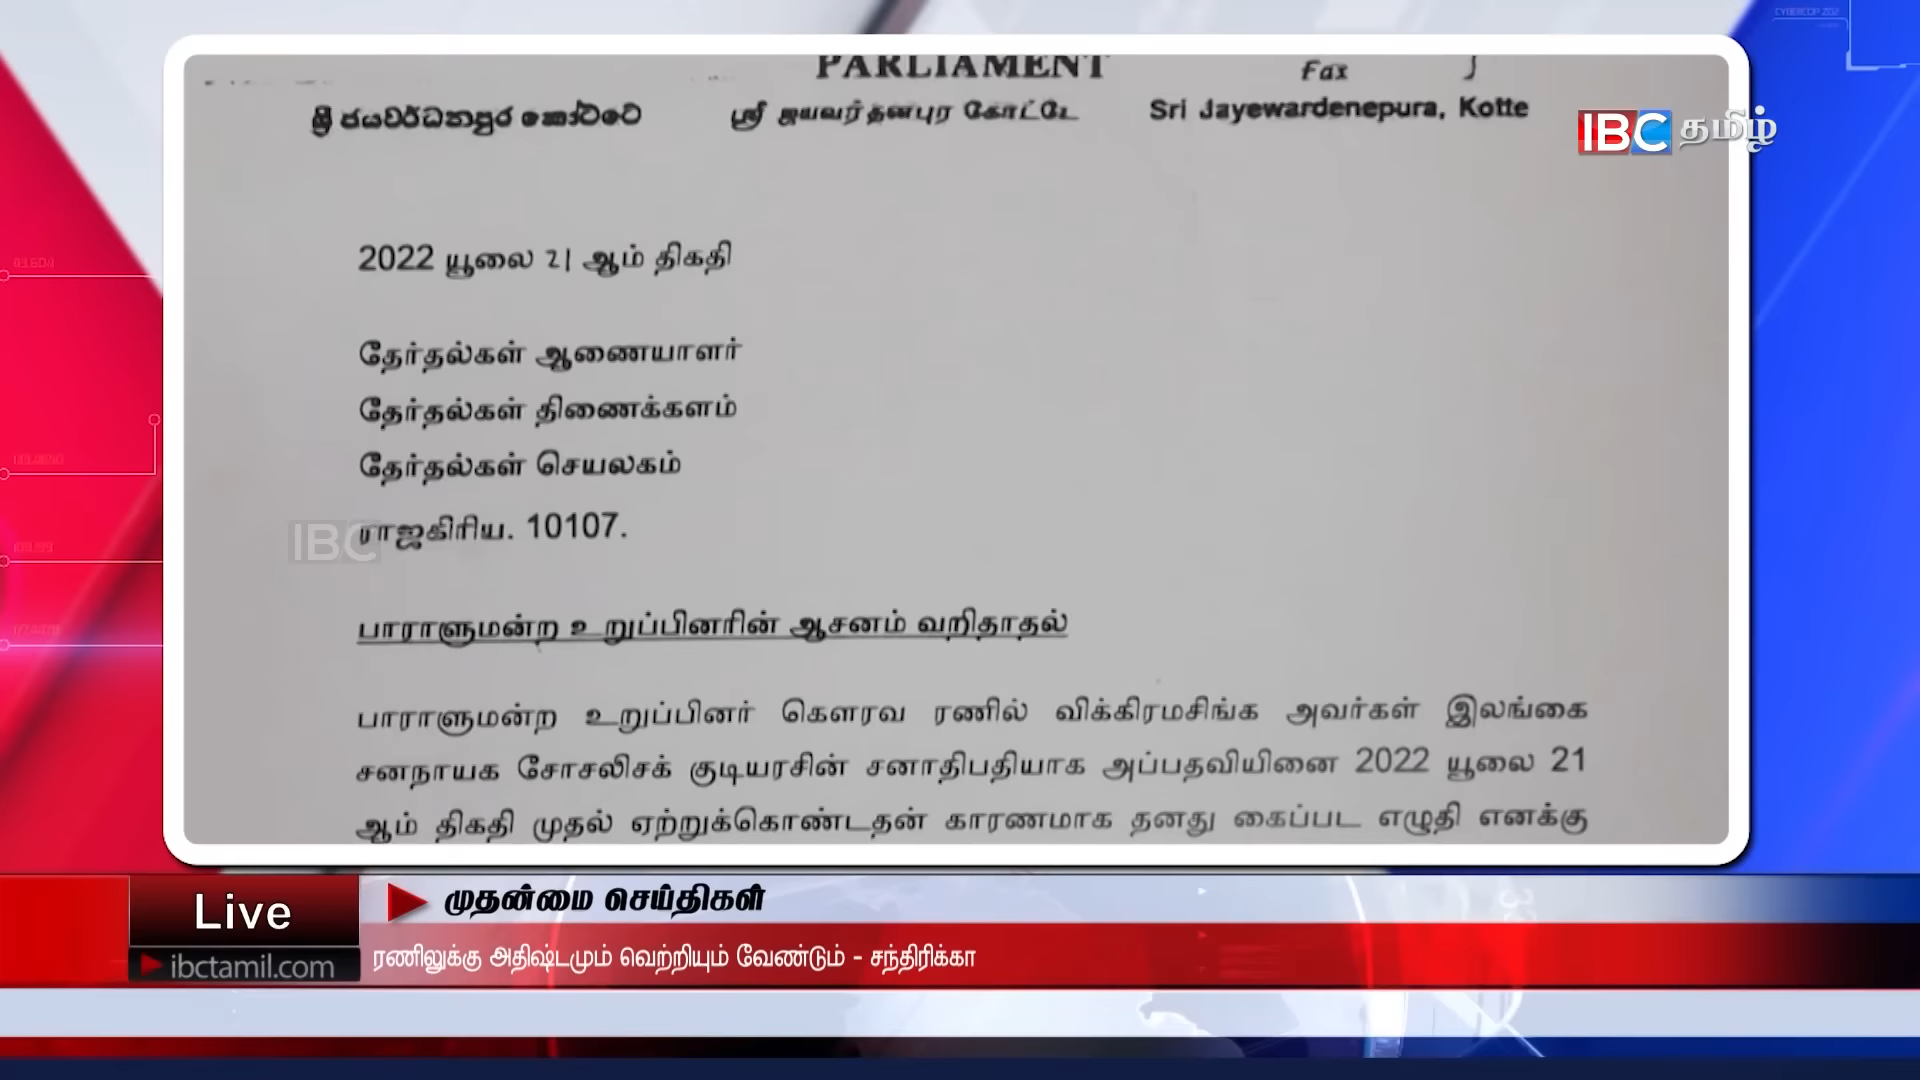 PARLIAMENT
Fax
ශ්‍රී ජයවර්ධනපුර කෝට්ටේ ஸ்ரீ ஜயவர்தனபுர கோட்டே Sri Jayewardenepura, Kotte
IBC தமிழ்
2022 யூலை 21 ஆம் திகதி
தேர்தல்கள் ஆணையாளர்
தேர்தல்கள் திணைக்களம்
தேர்தல்கள் செயலகம்
ராஜகிரிய. 10107.
IBC
பாராளுமன்ற உறுப்பினரின் ஆசனம் வறிதாதல்
பாராளுமன்ற உறுப்பினர் கௌரவ ரணில் விக்கிரமசிங்க அவர்கள் இலங்கை
சனநாயக சோசலிசக் குடியரசின் சனாதிபதியாக அப்பதவியினை 2022 யூலை 21
ஆம் திகதி முதல் ஏற்றுக்கொண்டதன் காரணமாக தனது கைப்பட எழுதி எனக்கு
Live
முதன்மை செய்திகள்
ibctamil.com
ரணிலுக்கு அதிஷ்டமும் வெற்றியும் வேண்டும் - சந்திரிக்கா